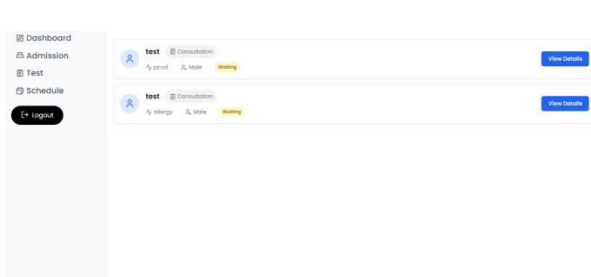 Dashboard
Admission
Test
Schedule
Logout
test Consultation
pcod Male Waiting
View Details
test Consultation
allergy Male Waiting
View Details